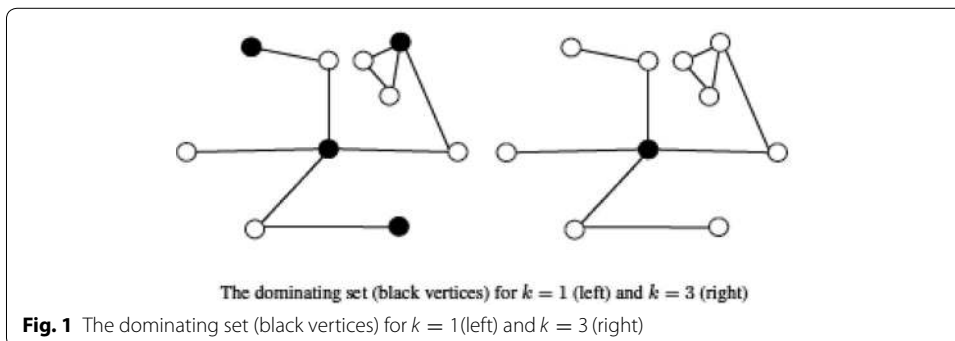 The dominating set (black vertices) for k = 1 (left) and k = 3 (right)
Fig. 1 The dominating set (black vertices) for k = 1(left) and k = 3 (right)